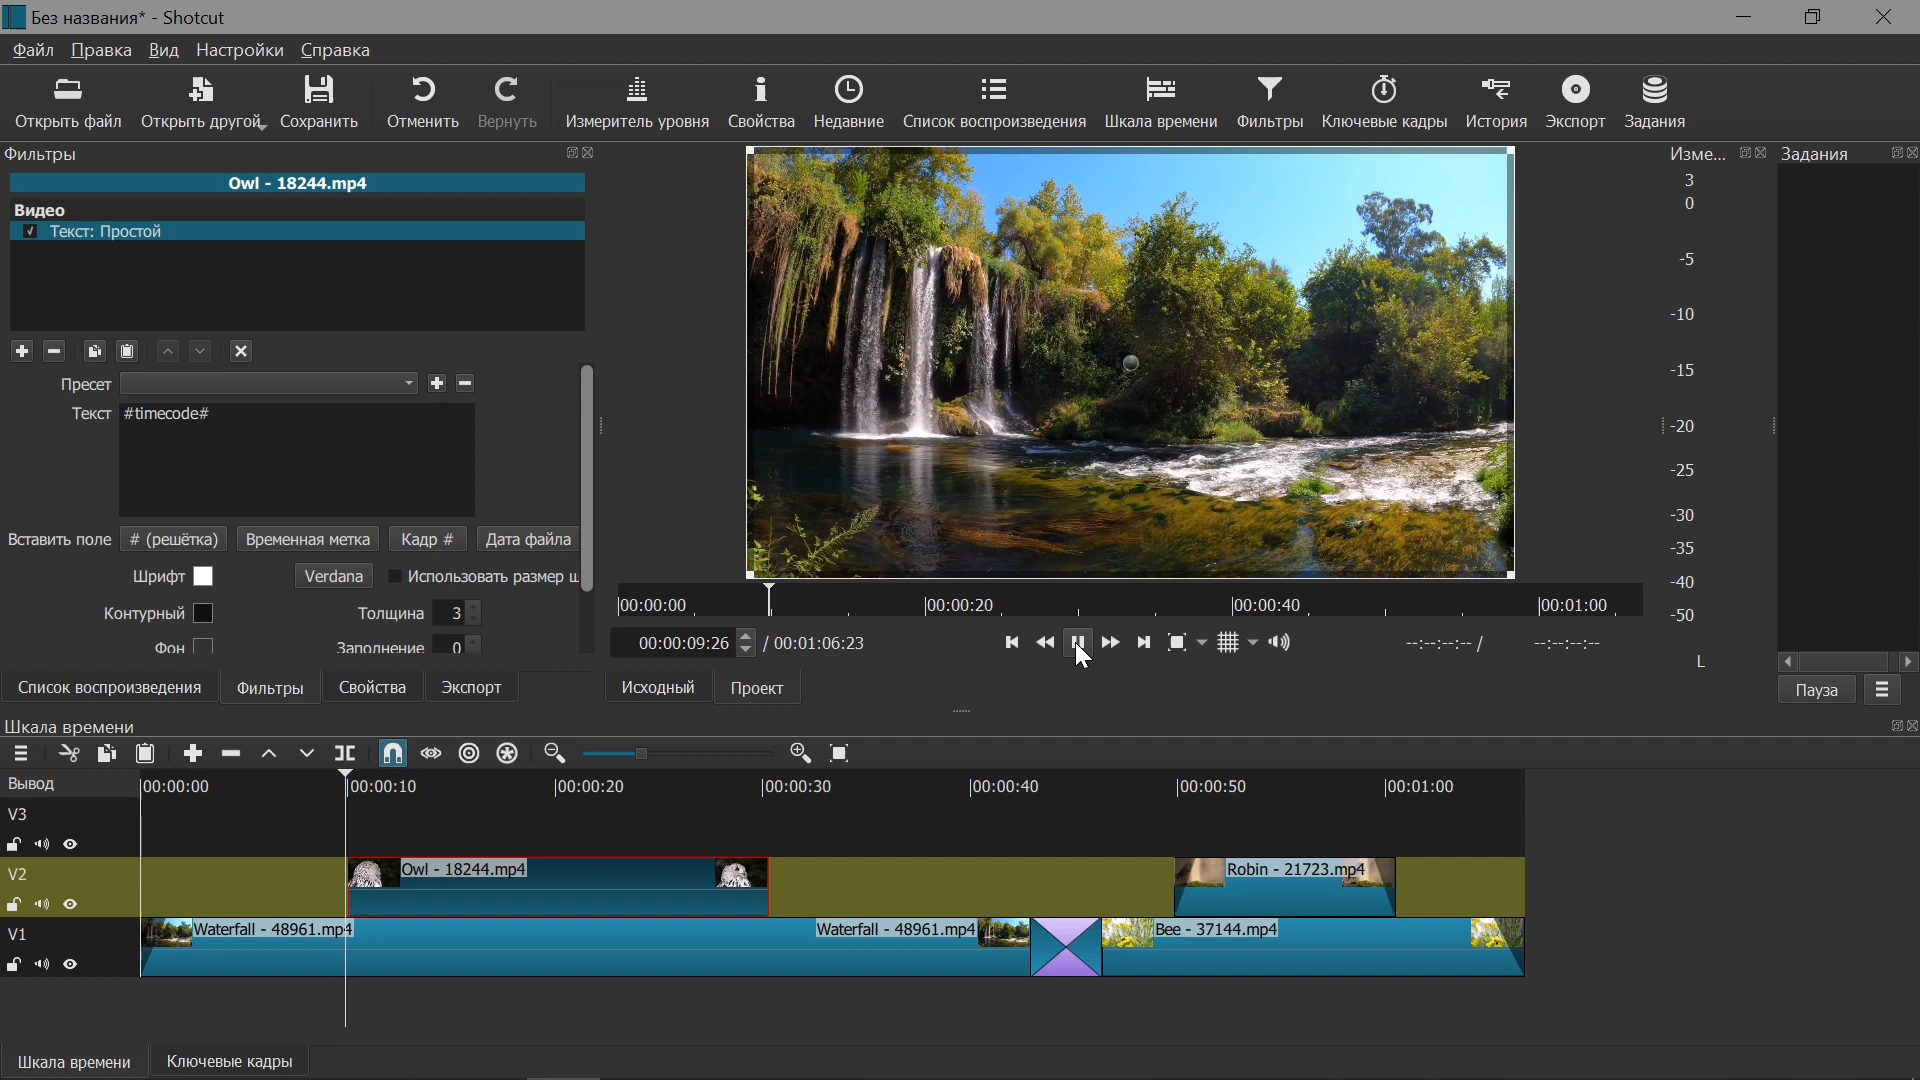 Без названия* - Shotcut
Файл Правка Вид Настройки Справка
Открыть файл Открыть другой Сохранить Отменить Вернуть Измеритель уровня Свойства Недавние Список воспроизведения Шкала времени Фильтры Ключевые кадры История Экспорт Задания
Фильтры
Owl - 18244.mp4
Видео
Текст: Простой
Пресет
Текст #timecode#
Вставить поле # (решётка) Временная метка Кадр # Дата файла
Шрифт Verdana Использовать размер ш
Контурный Толщина 3
Фон Заполнение 0
Список воспроизведения Фильтры Свойства Экспорт
00:00:00 00:00:20 00:00:40 00:01:00
00:00:09:26 / 00:01:06:23 --:--:--:-- / --:--:--:--
Исходный Проект
Изме...
3
0
-5
-10
-15
-20
-25
-30
-35
-40
-50
L
Задания
Пауза
Шкала времени
Вывод 00:00:00 00:00:10 00:00:20 00:00:30 00:00:40 00:00:50 00:01:00
V3
V2 Owl - 18244.mp4 Robin - 21723.mp4
V1 Waterfall - 48961.mp4 Waterfall - 48961.mp4 Bee - 37144.mp4
Шкала времени Ключевые кадры